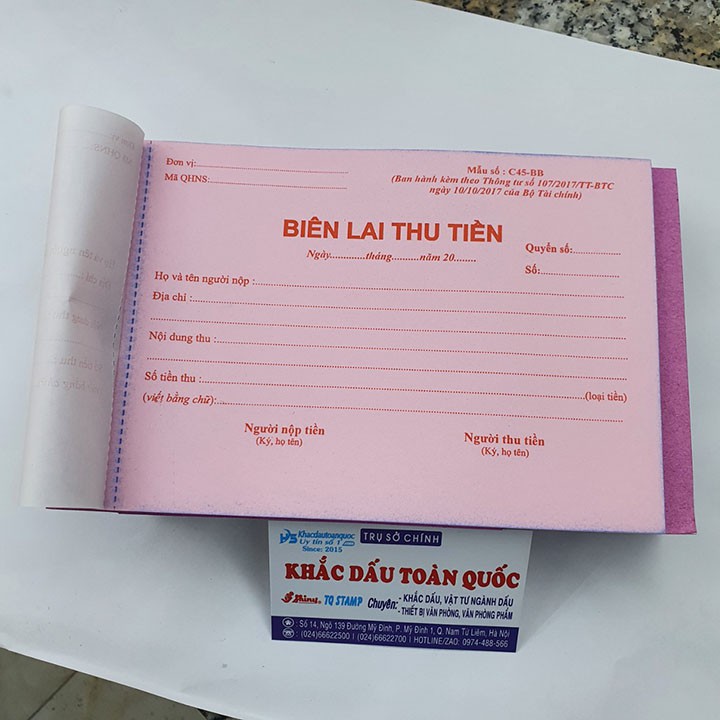 Đơn vị:
Mã QHNS:
Mẫu số : C45-BB
(Ban hành kèm theo Thông tư số 107/2017/TT-BTC
ngày 10/10/2017 của Bộ Tài chính)
BIÊN LAI THU TIỀN
Ngày............tháng.........năm 20.......
Quyển số:
Số:
Họ và tên người nộp :
Địa chỉ :
Nội dung thu :
Số tiền thu : (loại tiền)
(viết bằng chữ):
Người nộp tiền
(Ký, họ tên)
Người thu tiền
(Ký, họ tên)
Khacdautoanquoc
Uy tín số 1
Since: 2015
TRỤ SỞ CHÍNH
KHẮC DẤU TOÀN QUỐC
Shiny TQ STAMP Chuyên: - KHẮC DẤU, VẬT TƯ NGÀNH DẤU
- THIẾT BỊ VĂN PHÒNG, VĂN PHÒNG PHẨM
: Số 14, Ngõ 139 Đường Mỹ Đình, P. Mỹ Đình 1, Q. Nam Từ Liêm, Hà Nội
: (024)66622500 I (024)66622700 I HOTLINE/ZAO: 0974-488-566